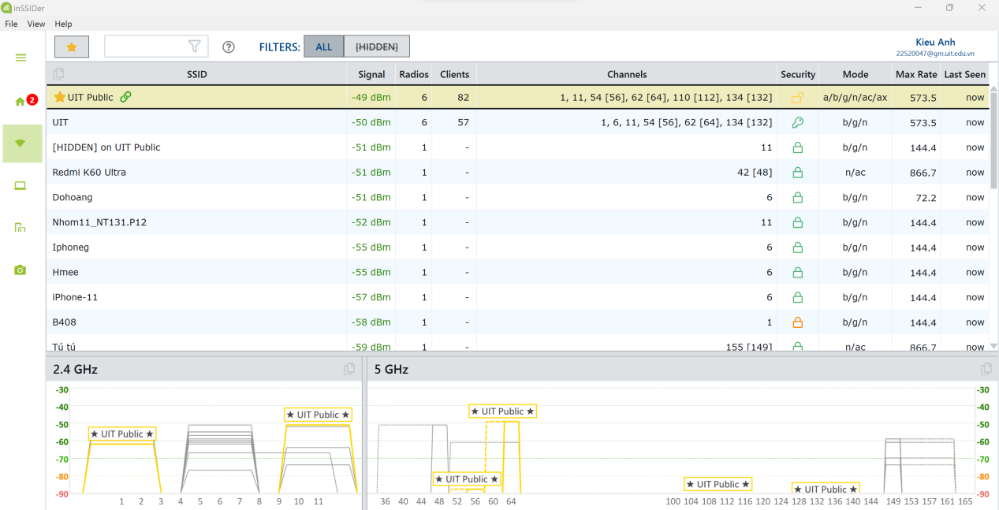 inSSIDer
File View Help
FILTERS: ALL [HIDDEN]
Kieu Anh
22520047@gm.uit.edu.vn
SSID Signal Radios Clients Channels Security Mode Max Rate Last Seen
2
UIT Public -49 dBm 6 82 1, 11, 54 [56], 62 [64], 110 [112], 134 [132] a/b/g/n/ac/ax 573.5 now
UIT -50 dBm 6 57 1, 6, 11, 54 [56], 62 [64], 134 [132] b/g/n 573.5 now
[HIDDEN] on UIT Public -51 dBm 1 - 11 b/g/n 144.4 now
Redmi K60 Ultra -51 dBm 1 - 42 [48] n/ac 866.7 now
Dohoang -51 dBm 1 - 6 b/g/n 72.2 now
Nhom11_NT131.P12 -52 dBm 1 - 11 b/g/n 144.4 now
Iphoneg -55 dBm 1 - 6 b/g/n 144.4 now
Hmee -55 dBm 1 - 6 b/g/n 144.4 now
iPhone-11 -57 dBm 1 - 6 b/g/n 144.4 now
B408 -58 dBm 1 - 1 b/g/n 144.4 now
Tú tú -59 dBm 1 - 155 [149] n/ac 866.7 now
2.4 GHz
-30
-40
-50
-60
-70
-80
-90
★ UIT Public ★
★ UIT Public ★
1 2 3 4 5 6 7 8 9 10 11
5 GHz
★ UIT Public ★
★ UIT Public ★
★ UIT Public ★
★ UIT Public ★
-30
-40
-50
-60
-70
-80
-90
36 40 44 48 52 56 60 64 100 104 108 112 116 120 124 128 132 136 140 144 149 153 157 161 165